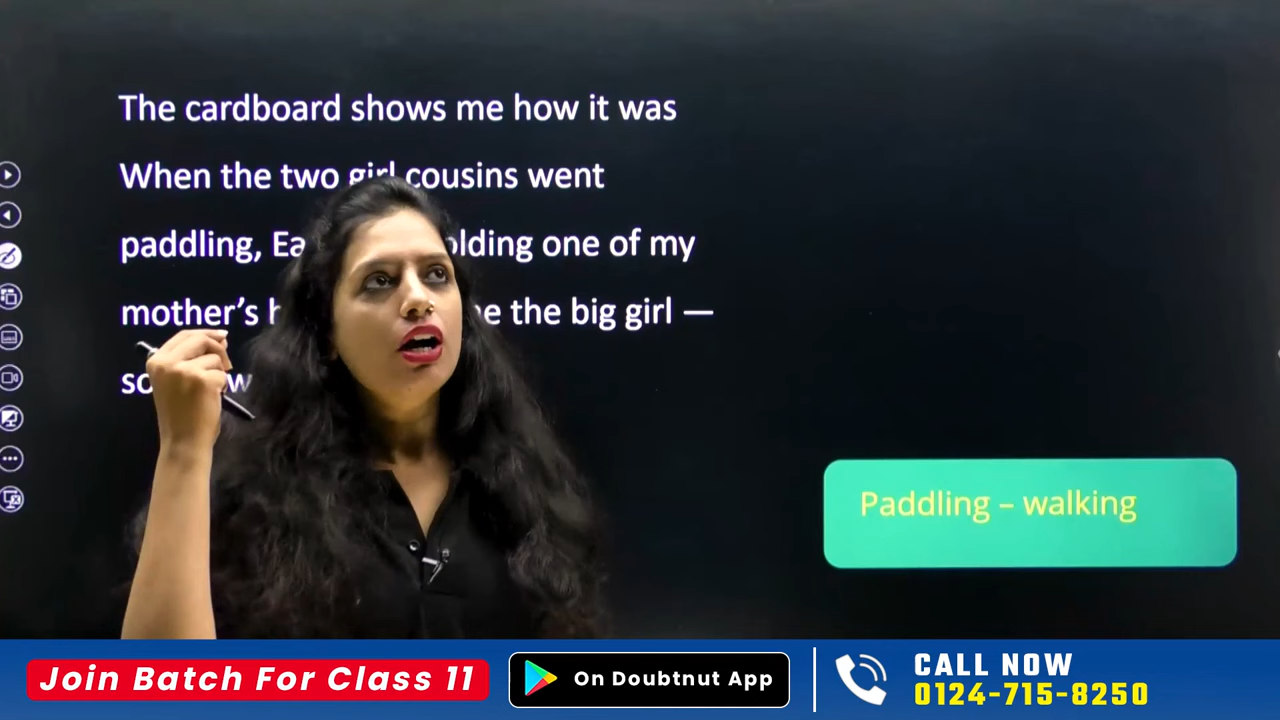 The cardboard shows me how it was
When the two girl cousins went
paddling, Ea olding one of my
mother's h e the big girl —
so w
Paddling – walking
Join Batch For Class 11
On Doubtnut App
CALL NOW
0124-715-8250